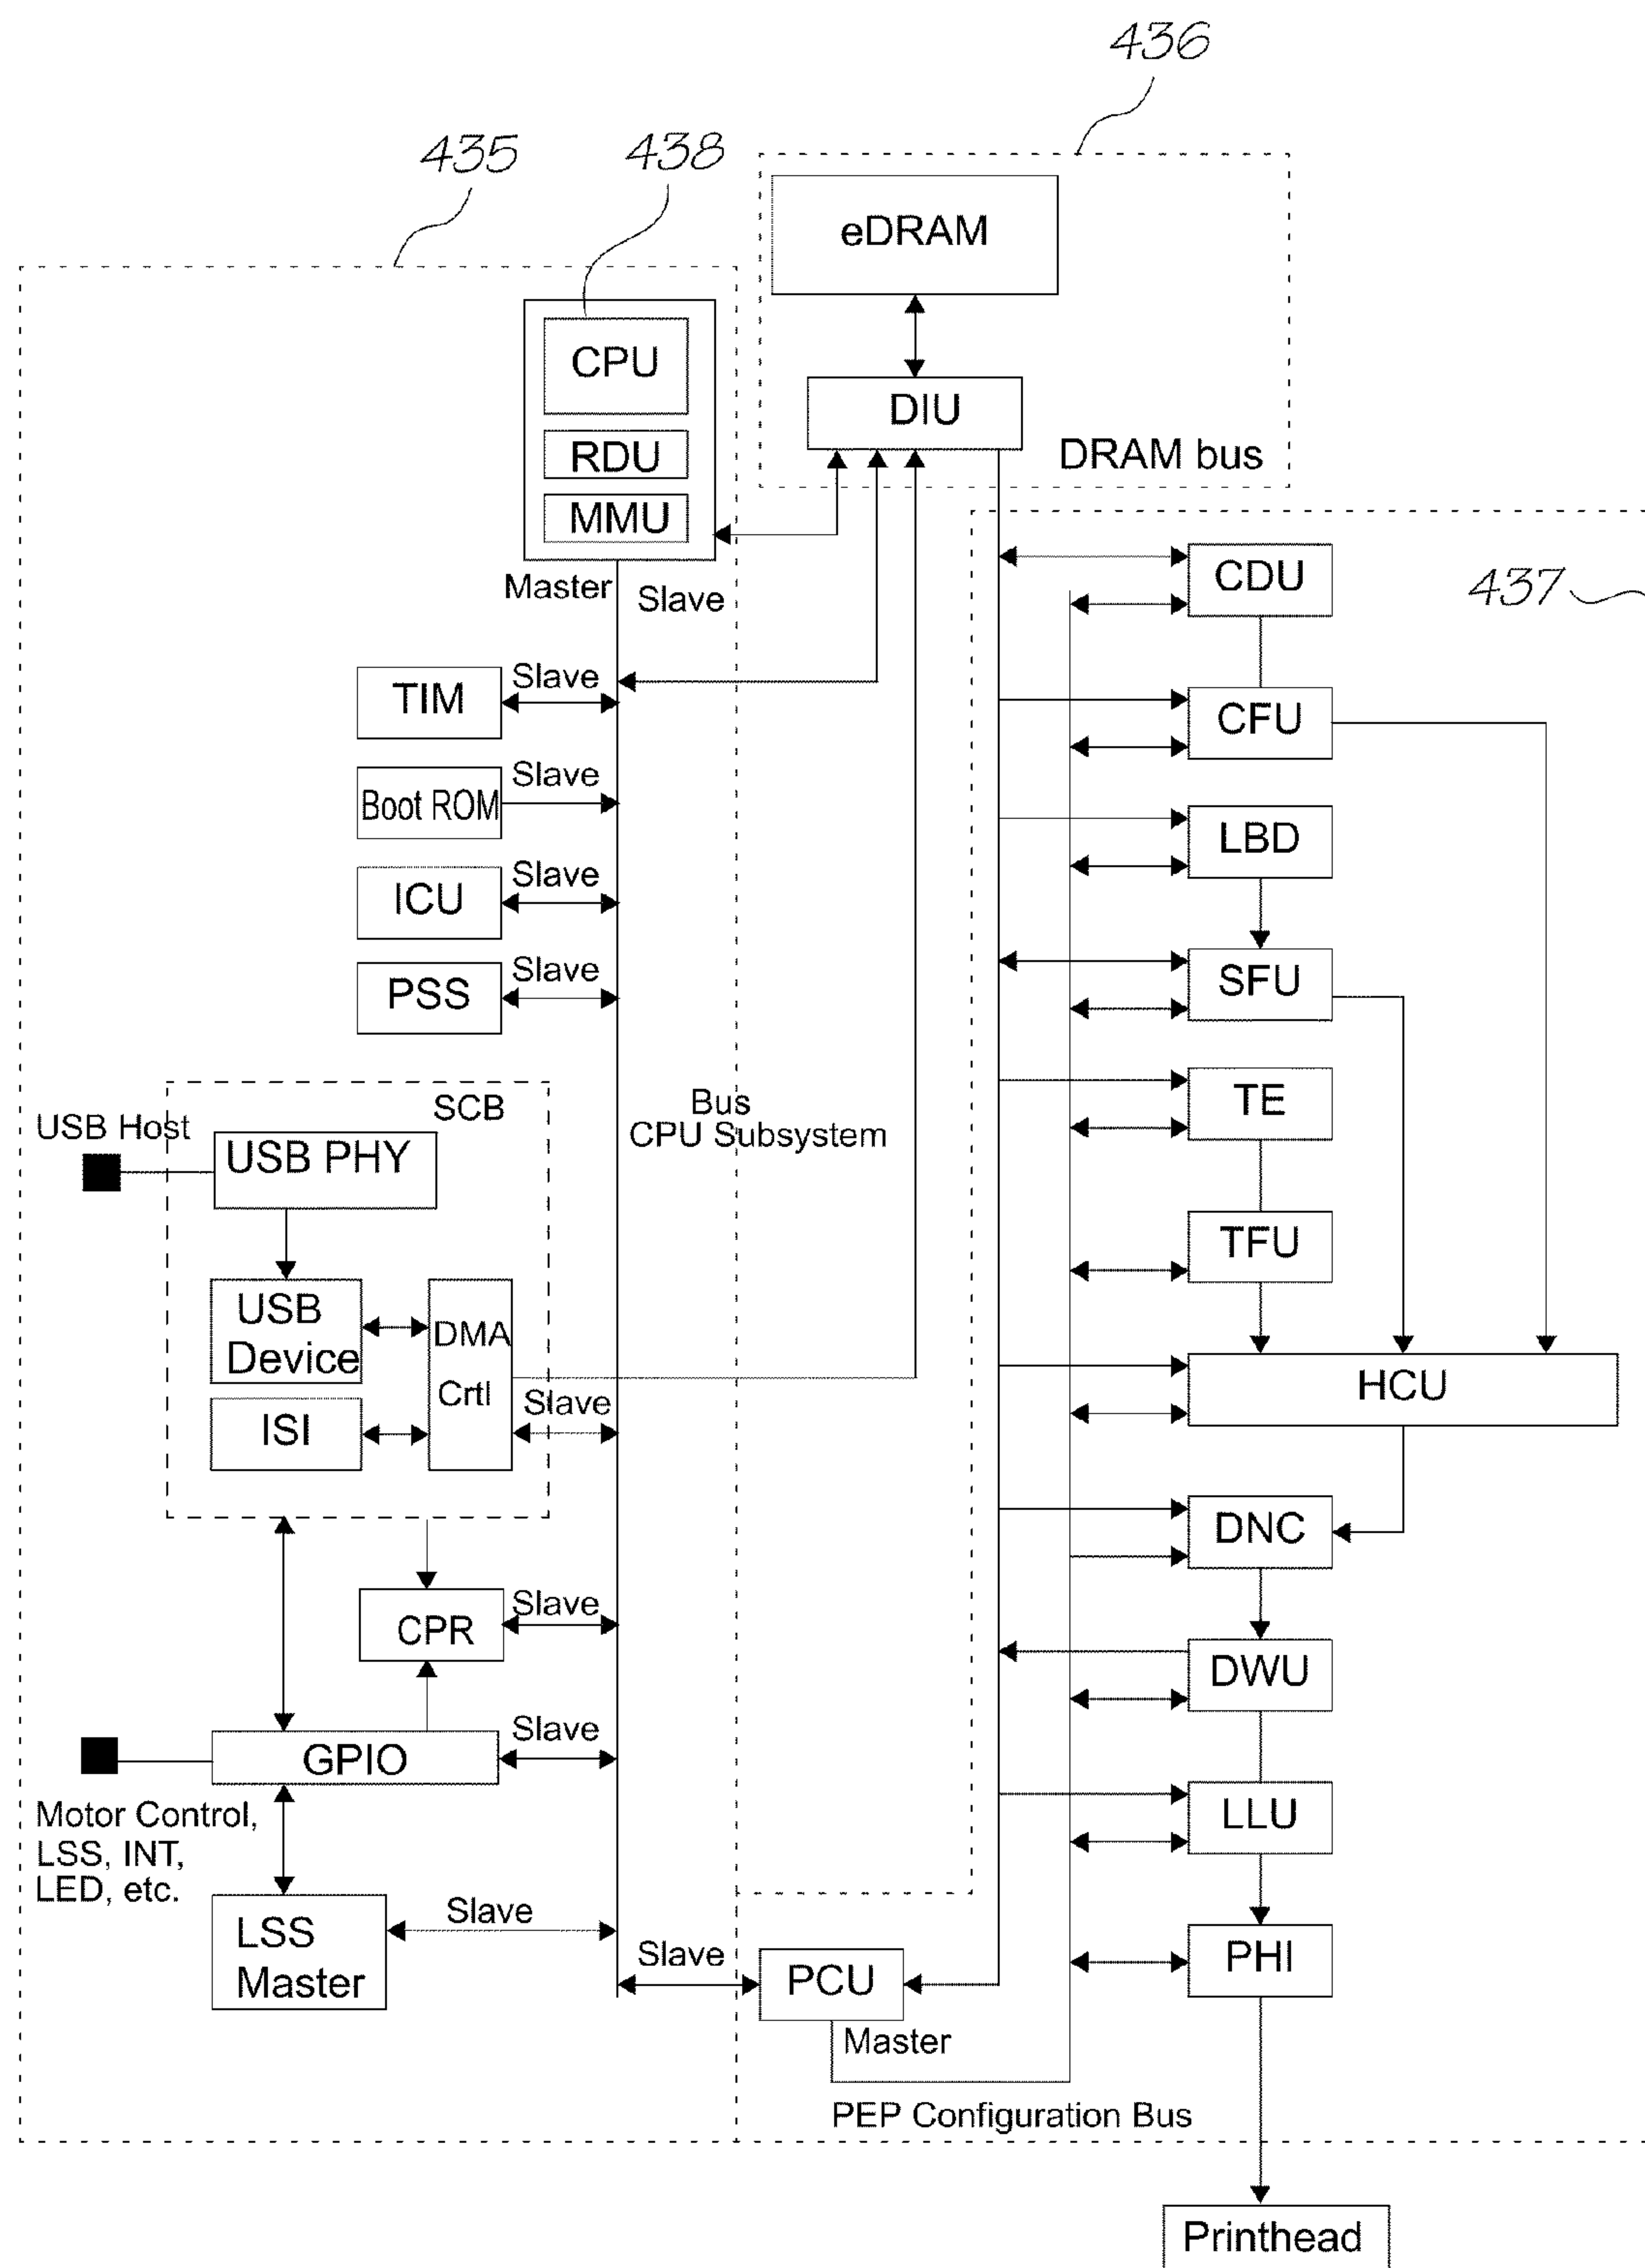 436
435
438
eDRAM
CPU
DIU
RDU
DRAM bus
MMU
Master
Slave
CDU
437
TIM
Slave
CFU
Boot ROM
Slave
LBD
ICU
Slave
PSS
Slave
SFU
SCB
Bus
CPU Subsystem
TE
USB Host
USB PHY
TFU
USB
Device
DMA
Crtl
Slave
HCU
ISI
DNC
CPR
Slave
DWU
GPIO
Slave
Motor Control,
LSS, INT,
LED, etc.
LLU
LSS
Master
Slave
Slave
PCU
PHI
Master
PEP Configuration Bus
Printhead